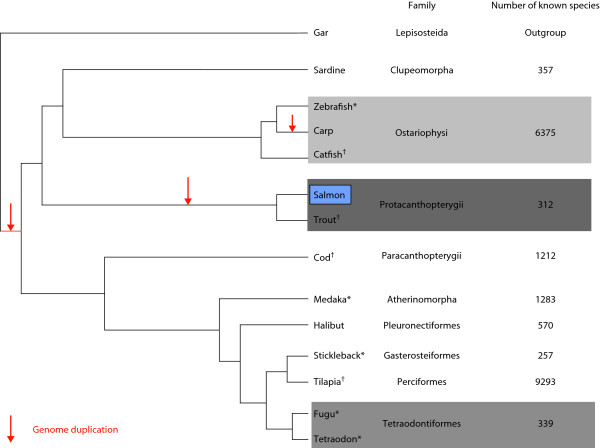 Family Number of known species
Gar Lepisosteida Outgroup
Sardine Clupeomorpha 357
Zebrafish*
Carp Ostariophysi 6375
Catfish†
Salmon
Protacanthopterygii 312
Trout†
Cod† Paracanthopterygii 1212
Medaka* Atherinomorpha 1283
Halibut Pleuronectiformes 570
Stickleback* Gasterosteiformes 257
Tilapia† Perciformes 9293
Fugu*
Tetraodontiformes 339
Genome duplication
Tetraodon*